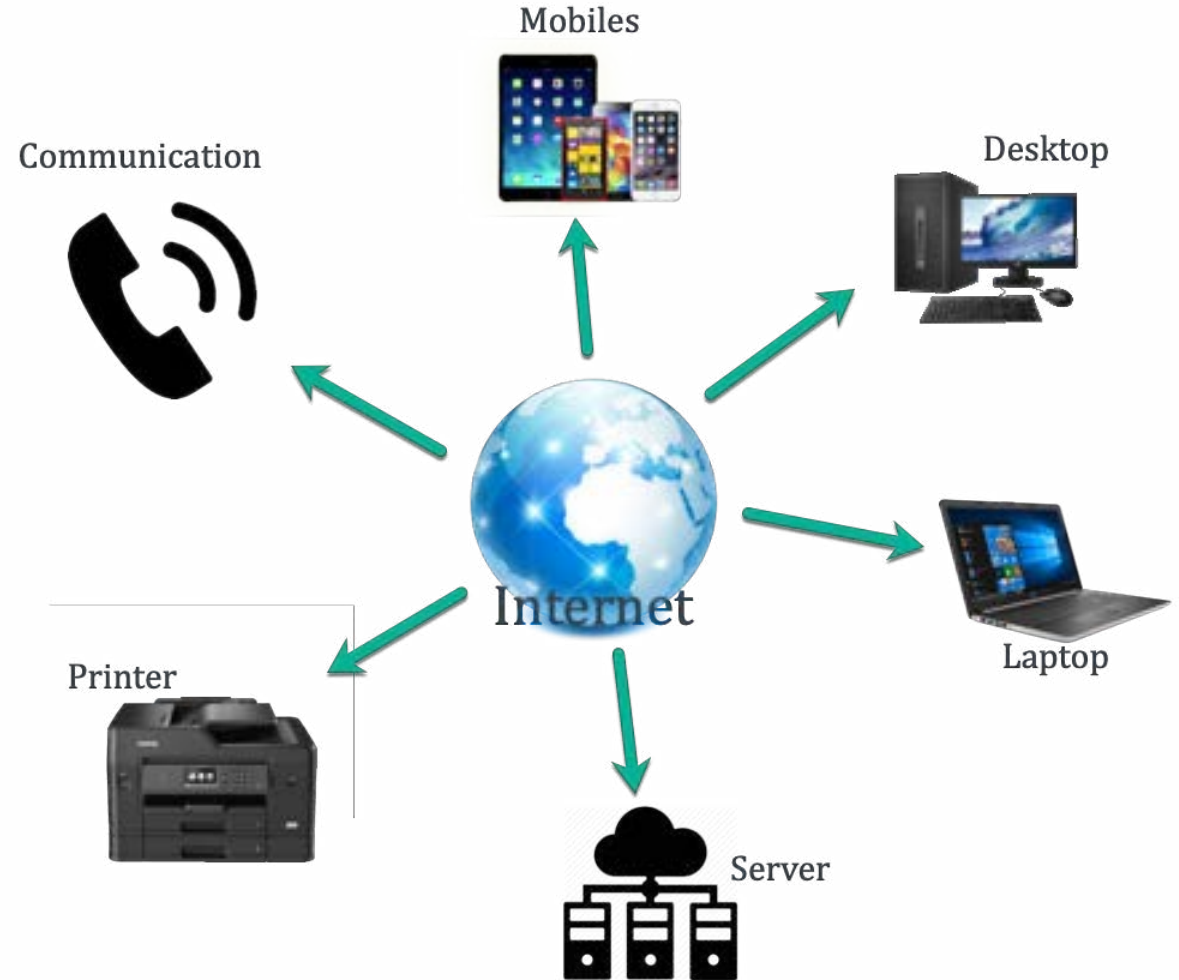 Mobiles
Communication
Desktop
Internet
Laptop
Printer
Server